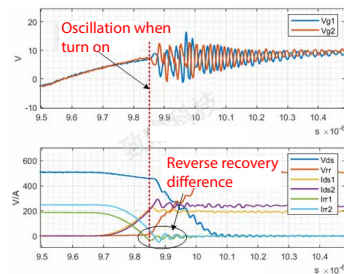 Oscillation when
turn on
Vg1
Vg2
20
10
0
-10
V
9.5 9.6 9.7 9.8 9.9 10.0 10.1 10.2 10.3 10.4
s × 10⁻⁶
Reverse recovery
difference
Vds
Vrr
Ids1
Ids2
Irr1
Irr2
600
400
200
0
V/A
9.5 9.6 9.7 9.8 9.9 10.0 10.1 10.2 10.3 10.4